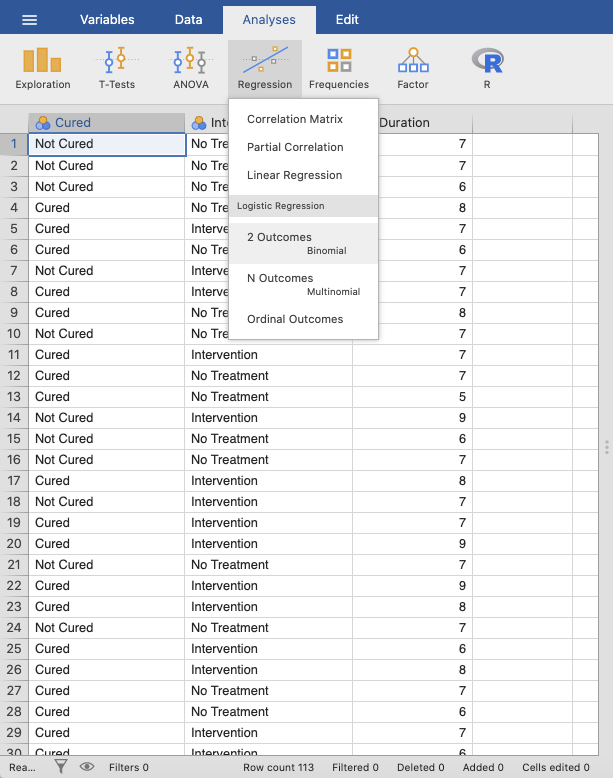 Variables Data Analyses Edit
Exploration T-Tests ANOVA Regression Frequencies Factor R
Correlation Matrix
Partial Correlation
Linear Regression
Logistic Regression
2 Outcomes
Binomial
N Outcomes
Multinomial
Ordinal Outcomes
Cured Inte Duration
1 Not Cured No Tre 7
2 Not Cured No Tre 7
3 Not Cured No Tre 6
4 Cured No Tre 8
5 Cured Interve 7
6 Cured No Tre 6
7 Not Cured Interve 7
8 Cured Interve 7
9 Cured No Tre 8
10 Not Cured No Tre 7
11 Cured Intervention 7
12 Cured No Treatment 7
13 Cured No Treatment 5
14 Not Cured Intervention 9
15 Not Cured No Treatment 6
16 Not Cured No Treatment 7
17 Cured Intervention 8
18 Not Cured Intervention 7
19 Cured Intervention 7
20 Cured Intervention 9
21 Not Cured No Treatment 7
22 Cured Intervention 9
23 Cured Intervention 8
24 Not Cured No Treatment 7
25 Cured Intervention 6
26 Cured Intervention 8
27 Cured No Treatment 7
28 Cured No Treatment 6
29 Cured Intervention 7
30 Cured Intervention 6
Rea... Filters 0 Row count 113 Filtered 0 Deleted 0 Added 0 Cells edited 0